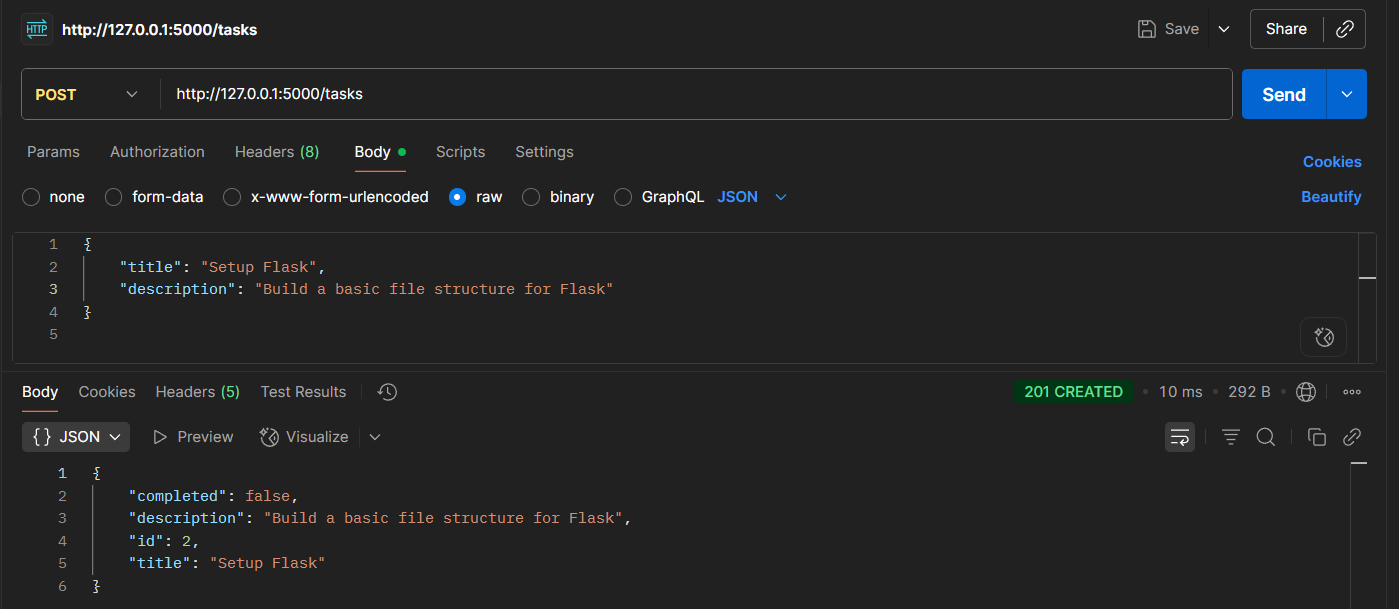 HTTP http://127.0.0.1:5000/tasks Save Share
POST http://127.0.0.1:5000/tasks Send
Params Authorization Headers (8) Body Scripts Settings Cookies
none form-data x-www-form-urlencoded raw binary GraphQL JSON Beautify
1 {
2 "title": "Setup Flask",
3 "description": "Build a basic file structure for Flask"
4 }
5
Body Cookies Headers (5) Test Results 201 CREATED • 10 ms • 292 B •
{} JSON Preview Visualize
1 {
2 "completed": false,
3 "description": "Build a basic file structure for Flask",
4 "id": 2,
5 "title": "Setup Flask"
6 }